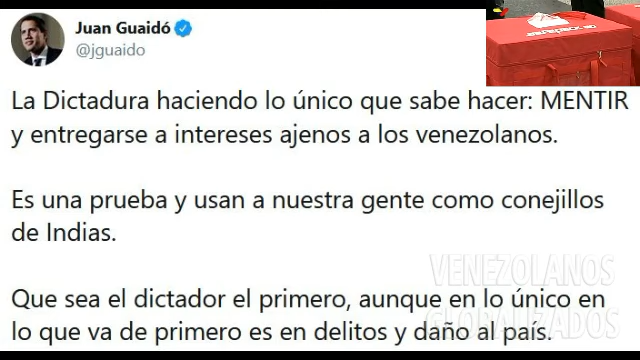 Juan Guaidó
@jguaido
La Dictadura haciendo lo único que sabe hacer: MENTIR
y entregarse a intereses ajenos a los venezolanos.
Es una prueba y usan a nuestra gente como conejillos
de Indias.
Que sea el dictador el primero, aunque en lo único en
lo que va de primero es en delitos y daño al país.
VENEZOLANOS
GLOBALIZADOS